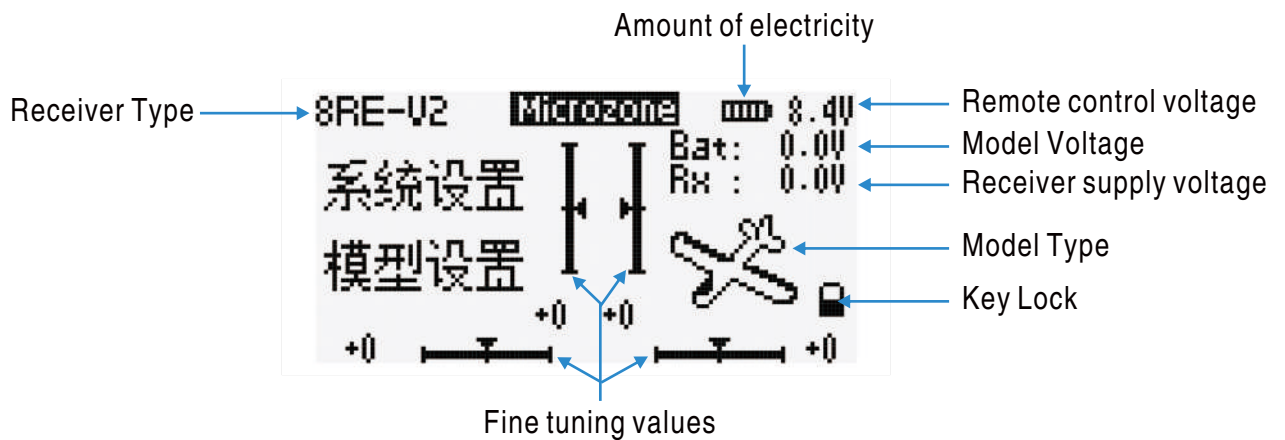 Amount of electricity
Receiver Type
8RE-V2
Microzone
8.4V
Remote control voltage
Bat: 0.0V
Model Voltage
Rx : 0.0V
Receiver supply voltage
系统设置
模型设置
Model Type
Key Lock
+0 +0
+0 +0
Fine tuning values